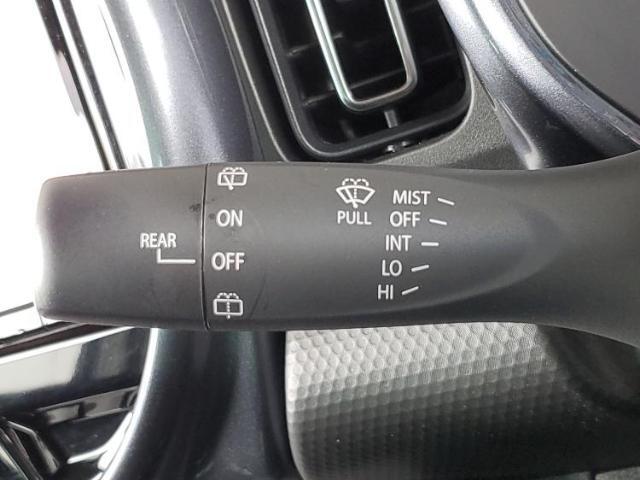 REAR
ON
OFF
PULL
MIST
OFF
INT
LO
HI